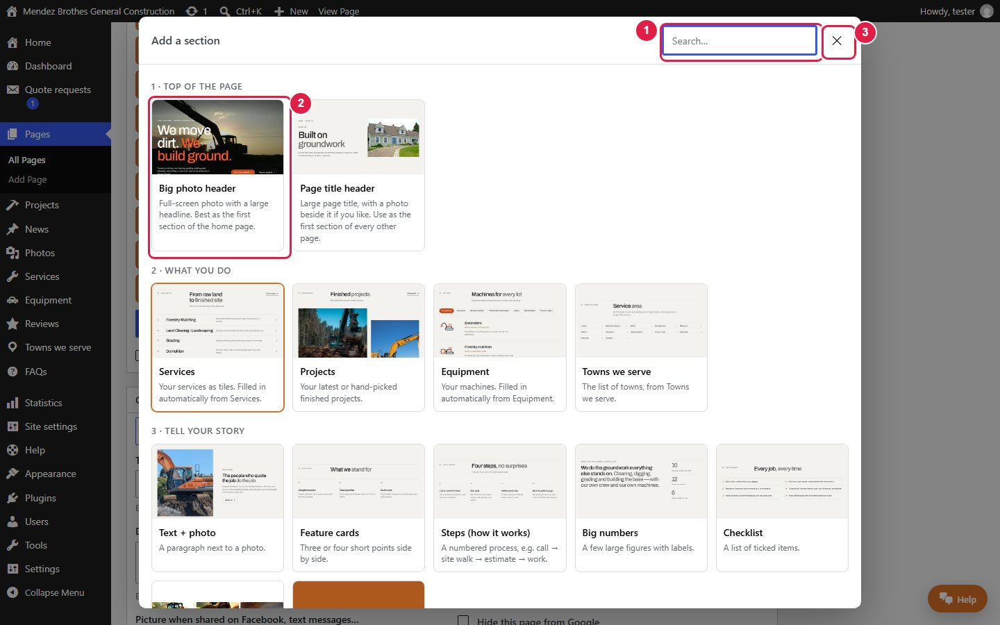 Mendez Brothes General Construction
1
Ctrl+K
New
View Page
Howdy, tester
Home
Dashboard
Quote requests
1
Pages
All Pages
Add Page
Projects
News
Photos
Services
Equipment
Reviews
Towns we serve
FAQs
Statistics
Site settings
Help
Appearance
Plugins
Users
Tools
Settings
Collapse Menu
Add a section
1
Search...
3
1 · TOP OF THE PAGE
2
We move
dirt. We
build ground.
Big photo header
Full-screen photo with a large
headline. Best as the first
section of the home page.
Built on
groundwork
Page title header
Large page title, with a photo
beside it if you like. Use as the
first section of every other
page.
2 · WHAT YOU DO
From raw land
to finished site
Forestry Mulching
Land Clearing - Landscaping
Grading
Demolition
Services
Your services as tiles. Filled in
automatically from Services.
Finished projects
Projects
Your latest or hand-picked
finished projects.
Machines for every lot
Excavators
Forestry mulchers
Equipment
Your machines. Filled in
automatically from Equipment.
Service area
Towns we serve
The list of towns, from Towns
we serve.
3 · TELL YOUR STORY
The people who quote
the job do the job
Text + photo
A paragraph next to a photo.
What we stand for
Feature cards
Three or four short points side
by side.
Four steps, no surprises
Steps (how it works)
A numbered process, e.g. call →
site walk → estimate → work.
We do the groundwork everything
else stands on. Clearing, digging,
grading and building the base — with
our own crew and our own machines.
10
12
6
Big numbers
A few large figures with labels.
Every job, every time
Checklist
A list of ticked items.
Help
Picture when shared on Facebook, text messages...
Hide this page from Google